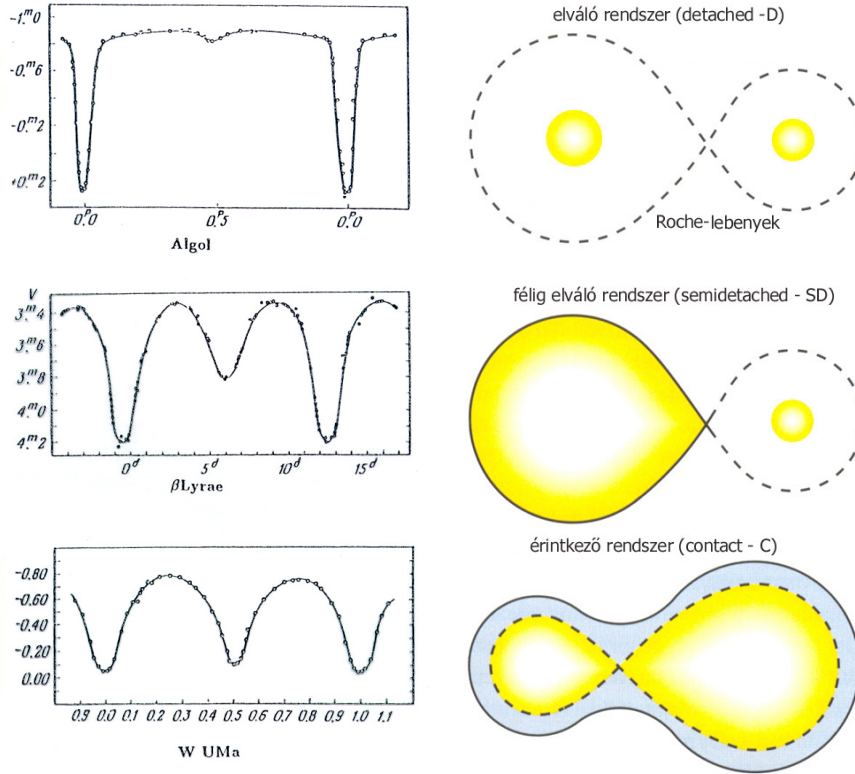 -1.ᵐ0
-0.ᵐ6
-0.ᵐ2
+0.ᵐ2
0.ᴾ0 0.ᴾ5 0.ᴾ0
Algol
elváló rendszer (detached -D)
Roche-lebenyek
V
3.ᵐ4
3.ᵐ6
3.ᵐ8
4.ᵐ0
4.ᵐ2
0ᵈ 5ᵈ 10ᵈ 15ᵈ
βLyrae
félig elváló rendszer (semidetached - SD)
-0.80
-0.60
-0.40
-0.20
0.00
0.9 0.0 0.1 0.2 0.3 0.4 0.5 0.6 0.7 0.8 0.9 1.0 1.1
W UMa
érintkező rendszer (contact - C)